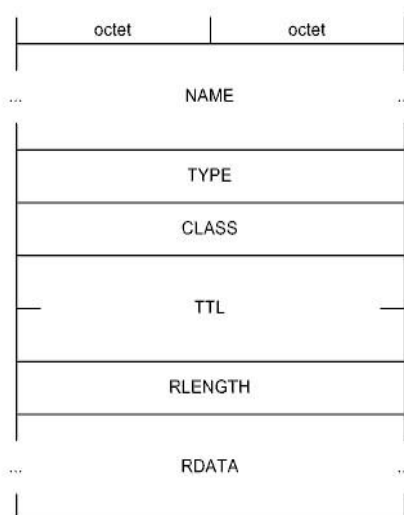 octet octet
... NAME ...
TYPE
CLASS
TTL
RLENGTH
... RDATA ...